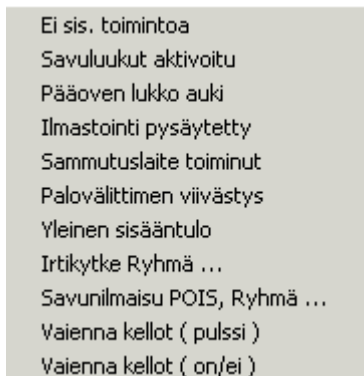 Ei sis. toimintoa
Savuluukut aktivoitu
Pääoven lukko auki
Ilmastointi pysäytetty
Sammutuslaite toiminut
Palovälittimen viivästys
Yleinen sisääntulo
Irtikytke Ryhmä ...
Savunilmaisu POIS, Ryhmä ...
Vaienna kellot ( pulssi )
Vaienna kellot ( on/ei )